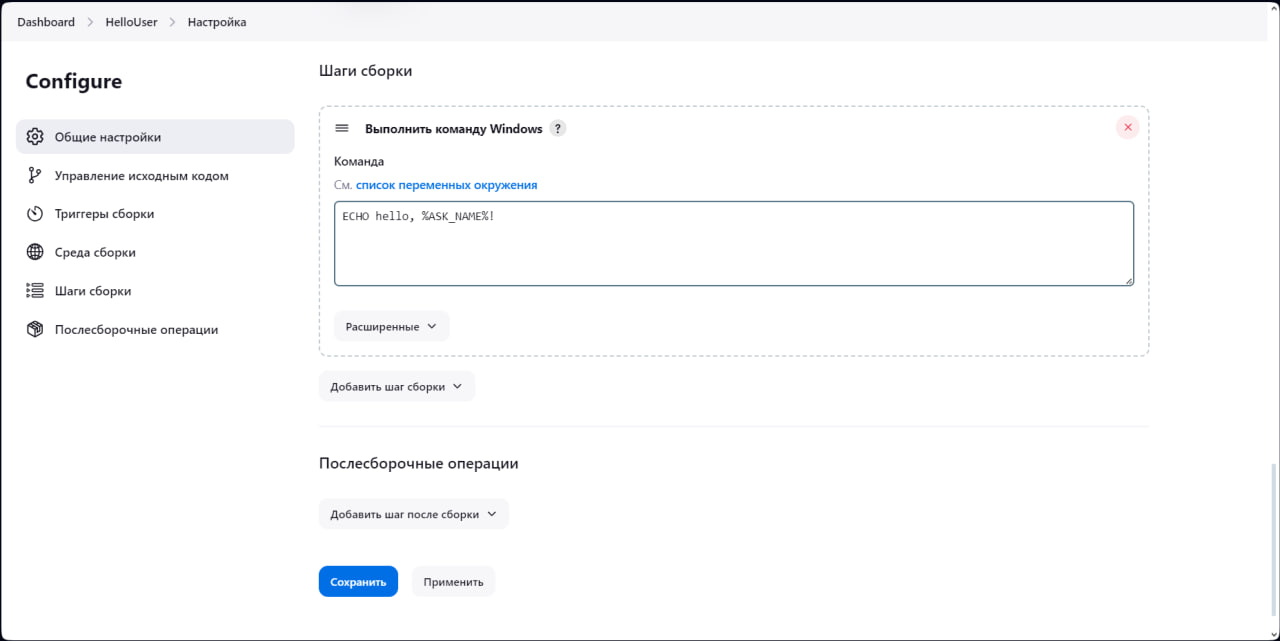 Dashboard > HelloUser > Настройка
Configure
Общие настройки
Управление исходным кодом
Триггеры сборки
Среда сборки
Шаги сборки
Послесборочные операции
Шаги сборки
Выполнить команду Windows ?
Команда
См. список переменных окружения
ECHO hello, %ASK_NAME%!
Расширенные
Добавить шаг сборки
Послесборочные операции
Добавить шаг после сборки
Сохранить Применить